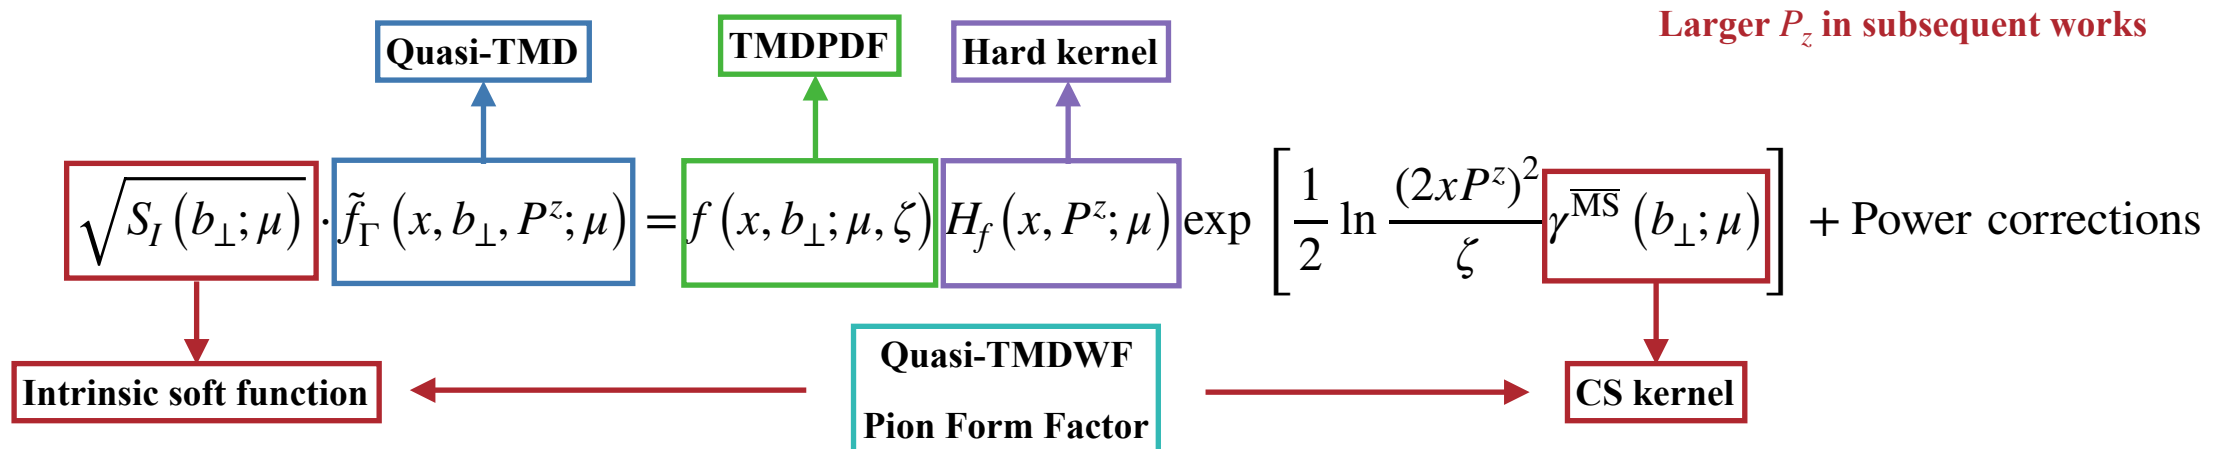 Larger P_z in subsequent works
Quasi-TMD TMDPDF Hard kernel
√(S_I (b_⊥; μ)) · f̃_Γ (x, b_⊥, P^z; μ) = f (x, b_⊥; μ, ζ) H_f (x, P^z; μ) exp [ 1/2 ln (2xP^z)^2/ζ γ^{\overline{MS}} (b_⊥; μ) ] + Power corrections
Quasi-TMDWF
Intrinsic soft function CS kernel
Pion Form Factor